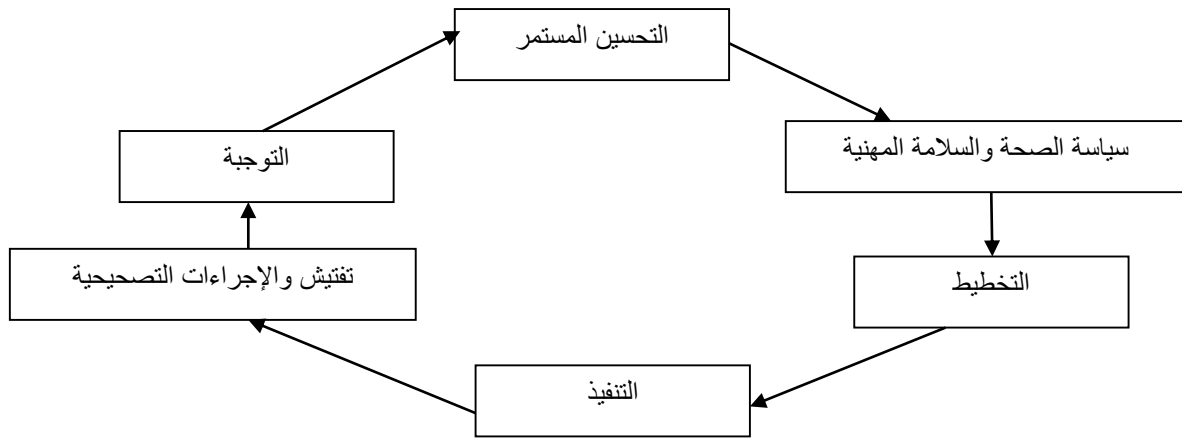 التحسين المستمر
سياسة الصحة والسلامة المهنية
التخطيط
التنفيذ
تفتيش والإجراءات التصحيحية
التوجبة